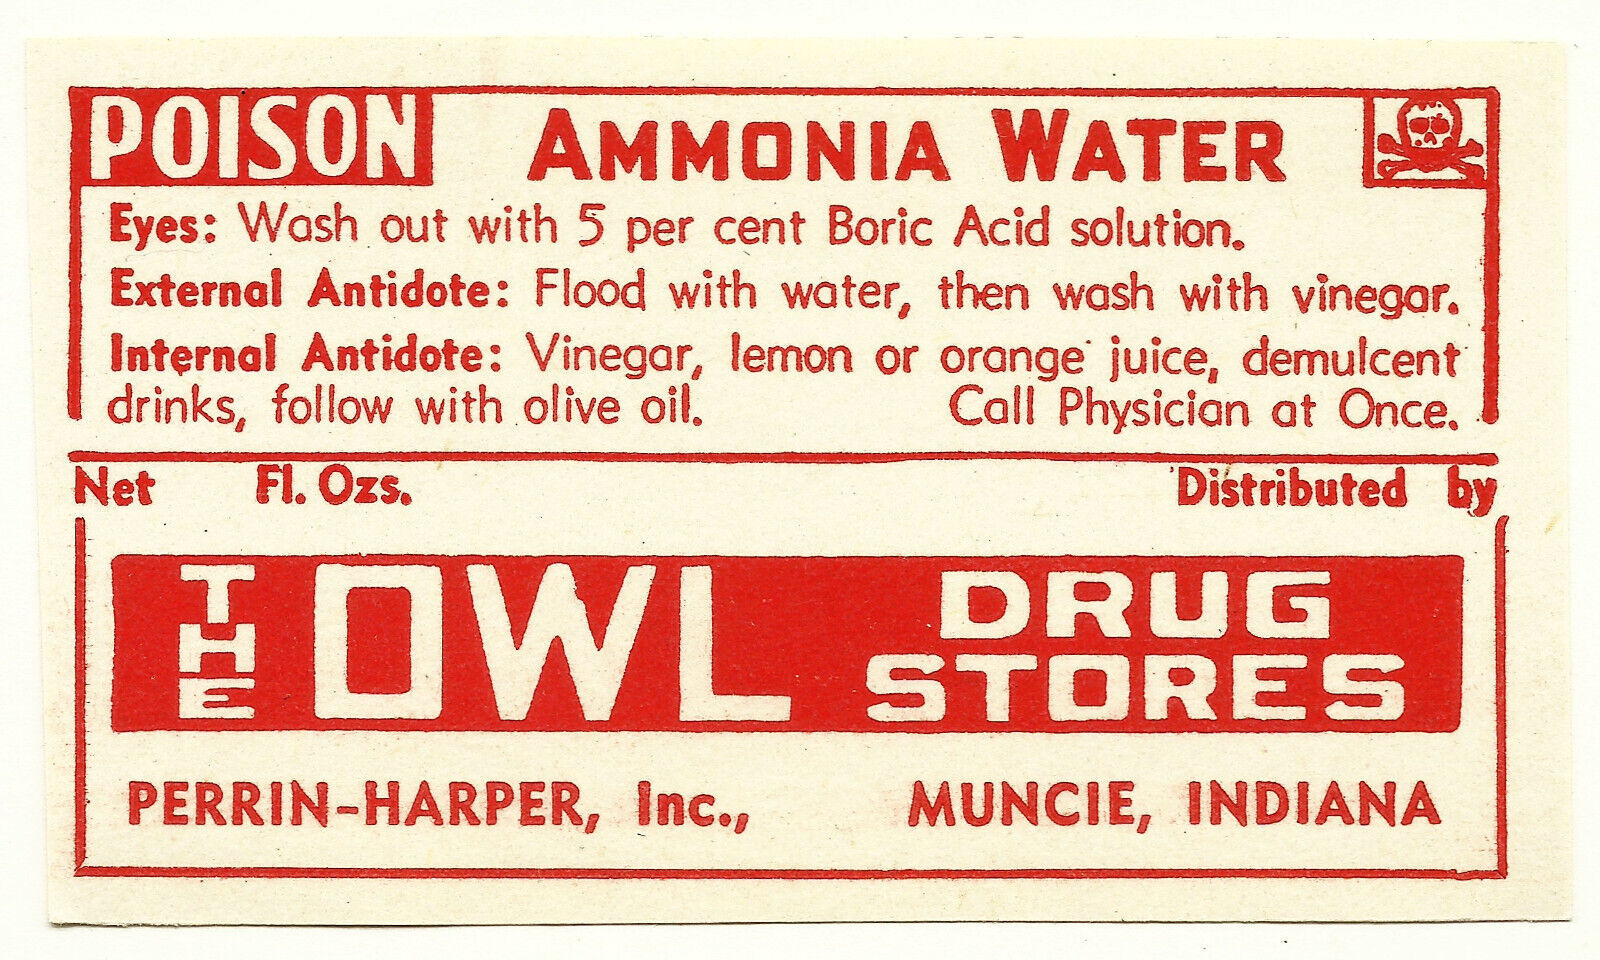 POISON AMMONIA WATER
Eyes: Wash out with 5 per cent Boric Acid solution.
External Antidote: Flood with water, then wash with vinegar.
Internal Antidote: Vinegar, lemon or orange juice, demulcent
drinks, follow with olive oil. Call Physician at Once.
Net Fl. Ozs. Distributed by
THE OWL DRUG STORES
PERRIN-HARPER, Inc., MUNCIE, INDIANA